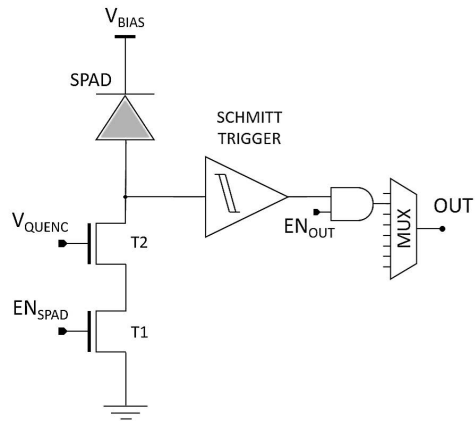 V_BIAS
SPAD
SCHMITT
TRIGGER
V_QUENC
T2
EN_OUT
MUX
OUT
EN_SPAD
T1